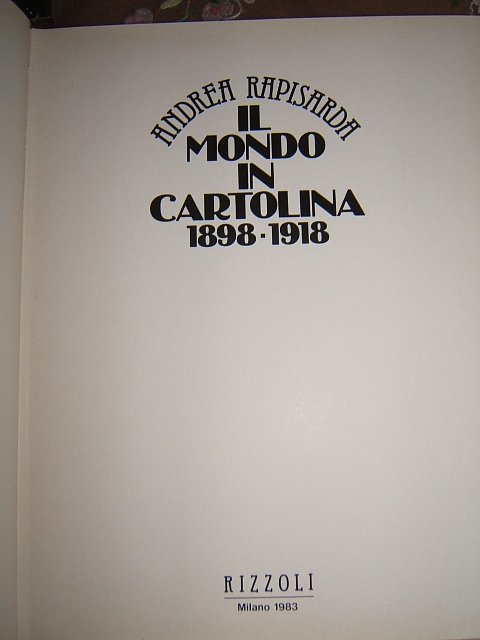 ANDREA RAPISARDA
IL
MONDO
IN
CARTOLINA
1898·1918
RIZZOLI
Milano 1983